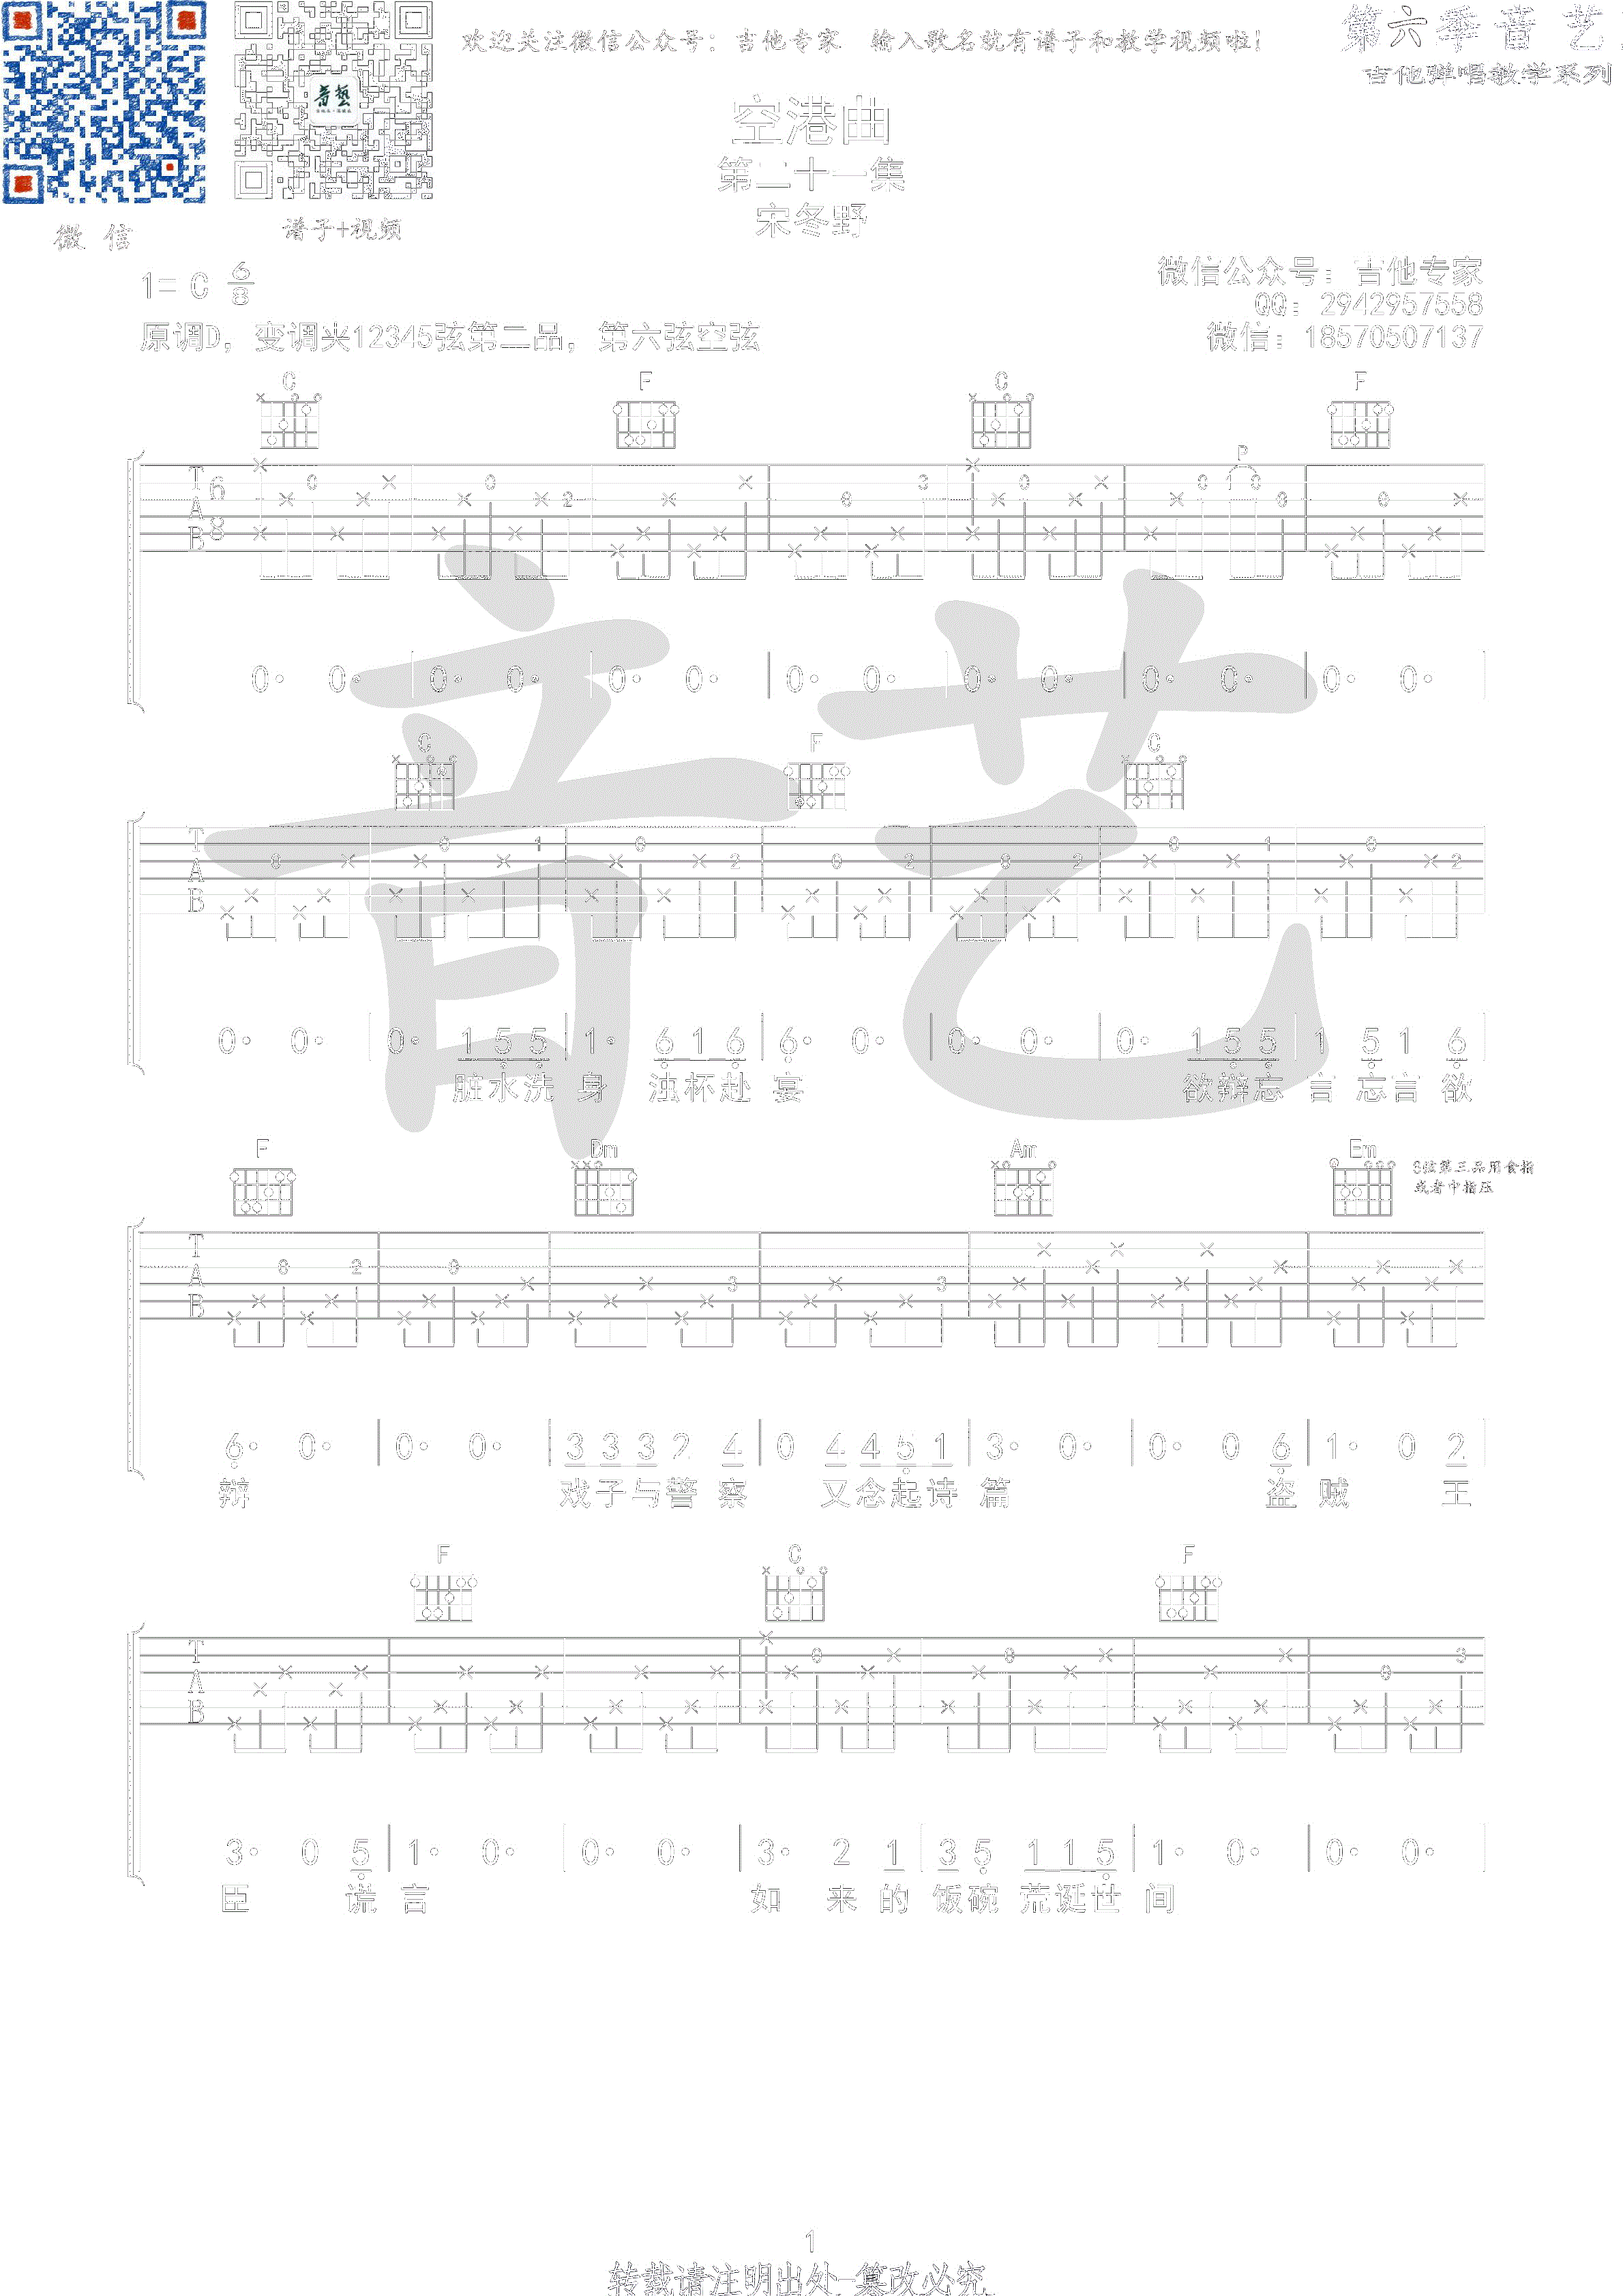 欢迎关注微信公众号：吉他专家 输入歌名就有谱子和教学视频啦！
第六季 音 艺
吉他弹唱教学系列
普艺
空港曲
第二十一集
宋冬野
微 信
谱子+视频
1= C 6/8
原调D，变调夹12345弦第二品，第六弦空弦
微信公众号：吉他专家
QQ：2942957558
微信：18570507137
C F C F
P
T A B 6 8
0· 0· 0· 0· 0· 0· 0· 0· 0· 0· 0· 0· 0· 0·
C F C
T A B
0· 0· 0· 1 5 5 1· 6 1 6 6· 0· 0· 0· 0· 1 5 5 1 5 1 6
脏水洗 身 浊杯赴 宴 欲辩忘 言 忘言 欲
F Dm Am Em
6弦第三品用食指
或者中指压
T A B
6· 0· 0· 0· 3 3 3 2 4 0 4 4 5 1 3· 0· 0· 0 6 1· 0 2
辩 戏子与警 察 又念起诗 篇 盗 贼 王
F C F
T A B
3· 0 5 1· 0· 0· 0· 3· 2 1 3 5 1 1 5 1· 0· 0· 0·
臣 谎 言 如 来 的 饭碗 荒诞世 间
音艺
1
转载请注明出处-篡改必究